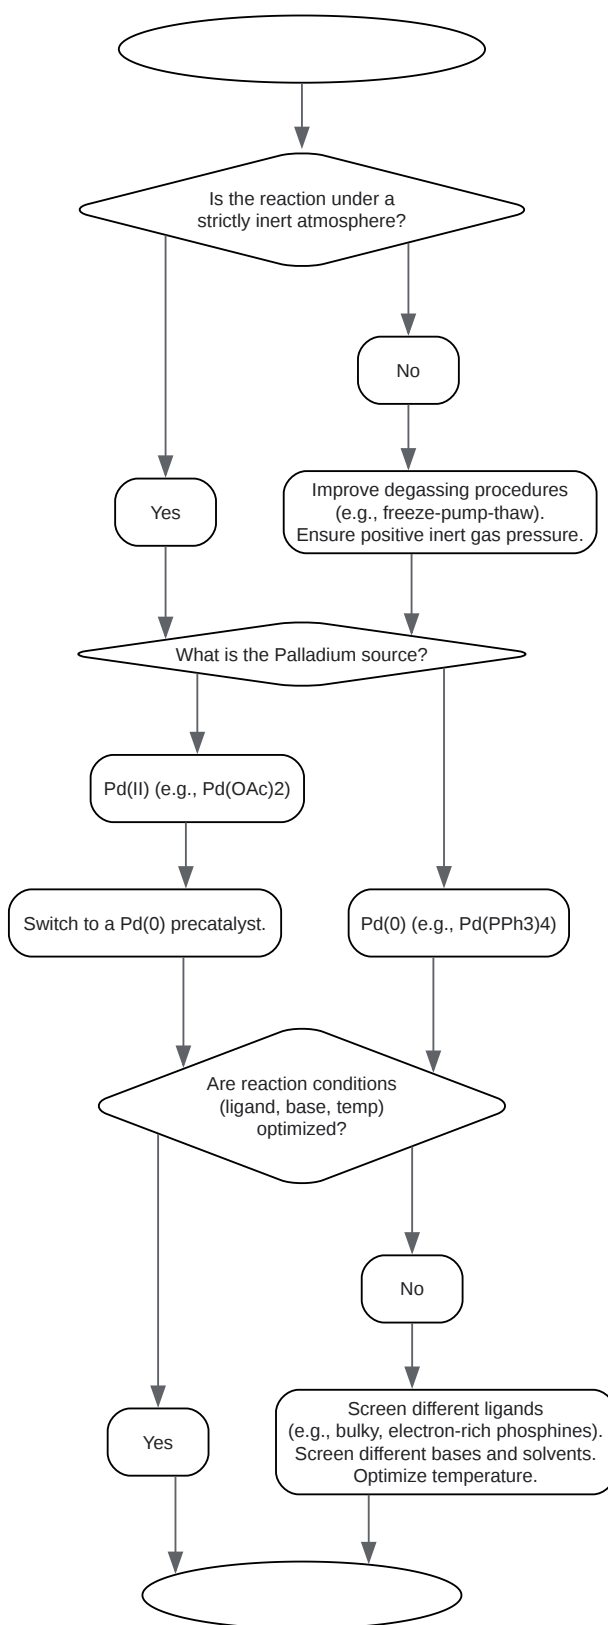 Is the reaction under a
strictly inert atmosphere?
No
Yes
Improve degassing procedures
(e.g., freeze-pump-thaw).
Ensure positive inert gas pressure.
What is the Palladium source?
Pd(II) (e.g., Pd(OAc)2)
Switch to a Pd(0) precatalyst.
Pd(0) (e.g., Pd(PPh3)4)
Are reaction conditions
(ligand, base, temp)
optimized?
No
Yes
Screen different ligands
(e.g., bulky, electron-rich phosphines).
Screen different bases and solvents.
Optimize temperature.